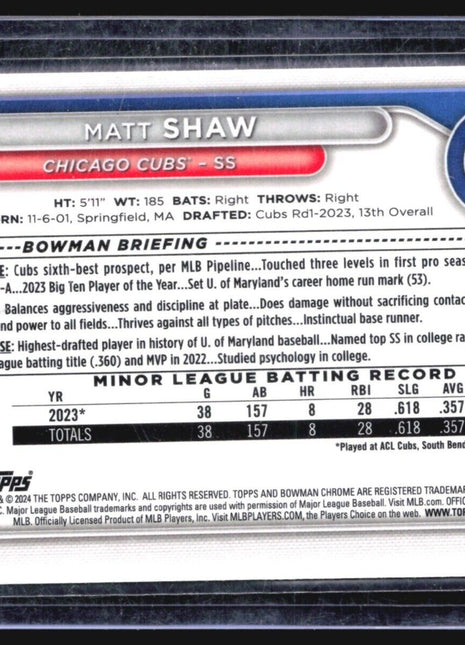 MATT SHAW
CHICAGO CUBS™ – SS
HT: 5'11" WT: 185 BATS: Right THROWS: Right
RN: 11-6-01, Springfield, MA DRAFTED: Cubs Rd1-2023, 13th Overall
---BOWMAN BRIEFING
E: Cubs sixth-best prospect, per MLB Pipeline...Touched three levels in first pro seas
-A...2023 Big Ten Player of the Year...Set U. of Maryland's career home run mark (53).
Balances aggressiveness and discipline at plate...Does damage without sacrificing contac
nd power to all fields...Thrives against all types of pitches...Instinctual base runner.
SE: Highest-drafted player in history of U. of Maryland baseball...Named top SS in college ra
ague batting title (.360) and MVP in 2022...Studied psychology in college.
MINOR LEAGUE BATTING RECORD
YR G AB HR RBI SLG AVG
2023* 38 157 8 28 .618 .357
TOTALS 38 157 8 28 .618 .357
*Played at ACL Cubs, South Bend
TOPPS
& © 2024 THE TOPPS COMPANY, INC. ALL RIGHTS RESERVED. TOPPS AND BOWMAN CHROME ARE REGISTERED TRADEMAR
C. Major League Baseball trademarks and copyrights are used with permission of Major League Baseball. Visit MLB.com. OFFIC
MLB. Officially Licensed Product of MLB Players, Inc. Visit MLBPLAYERS.COM, the Players Choice on the web. WWW.TOP